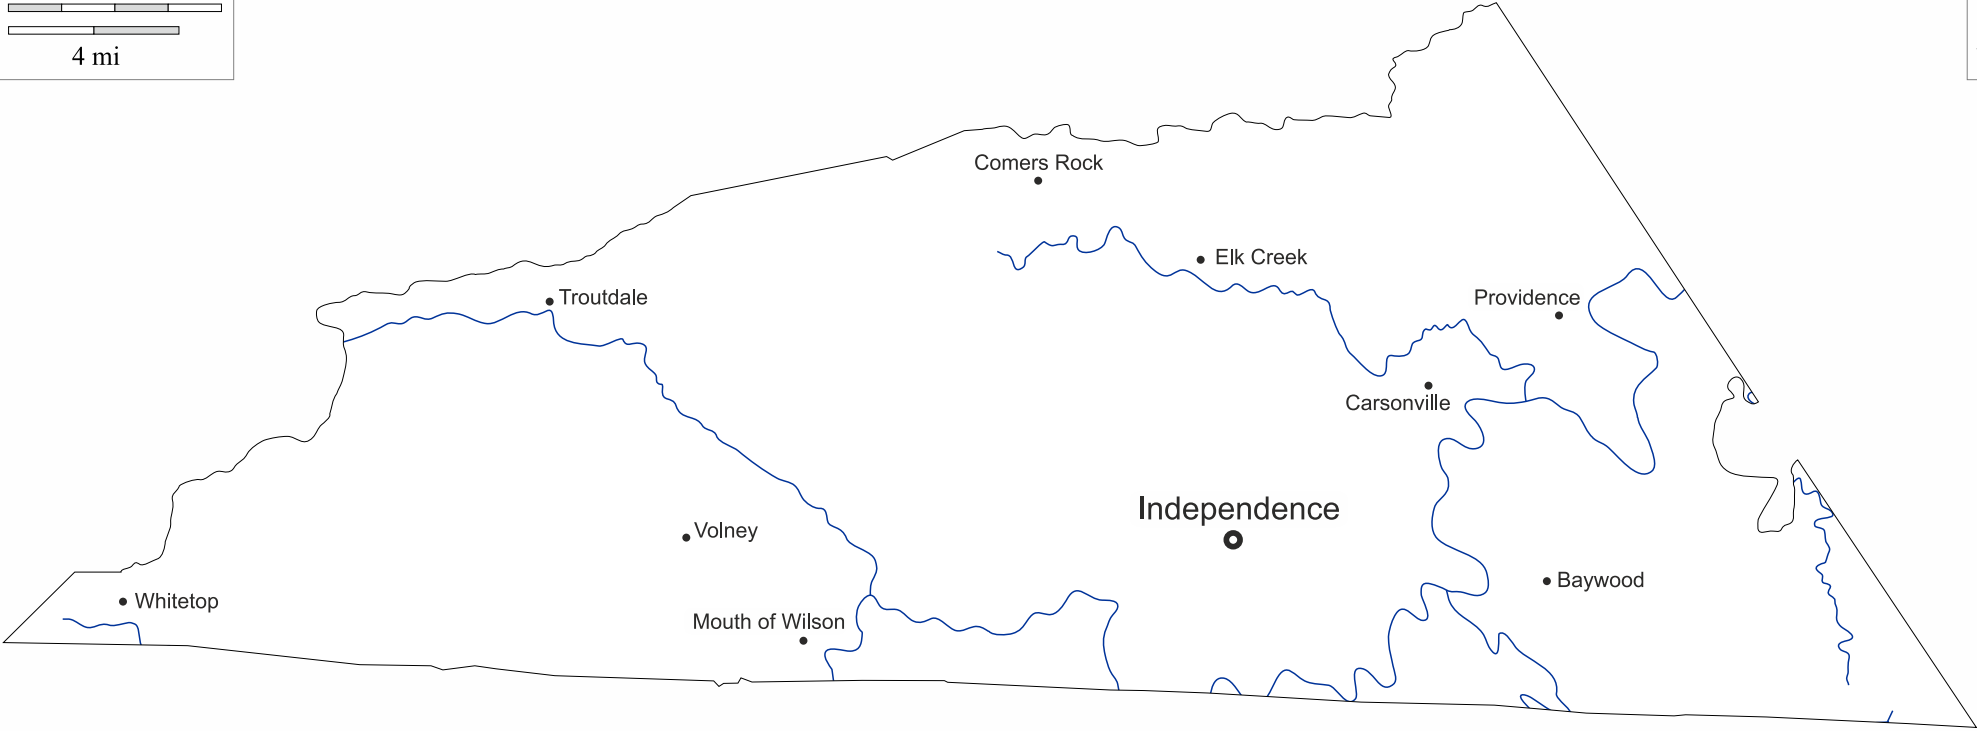 4 mi
Comers Rock
Elk Creek
Troutdale
Providence
Carsonville
Independence
Volney
Baywood
Whitetop
Mouth of Wilson